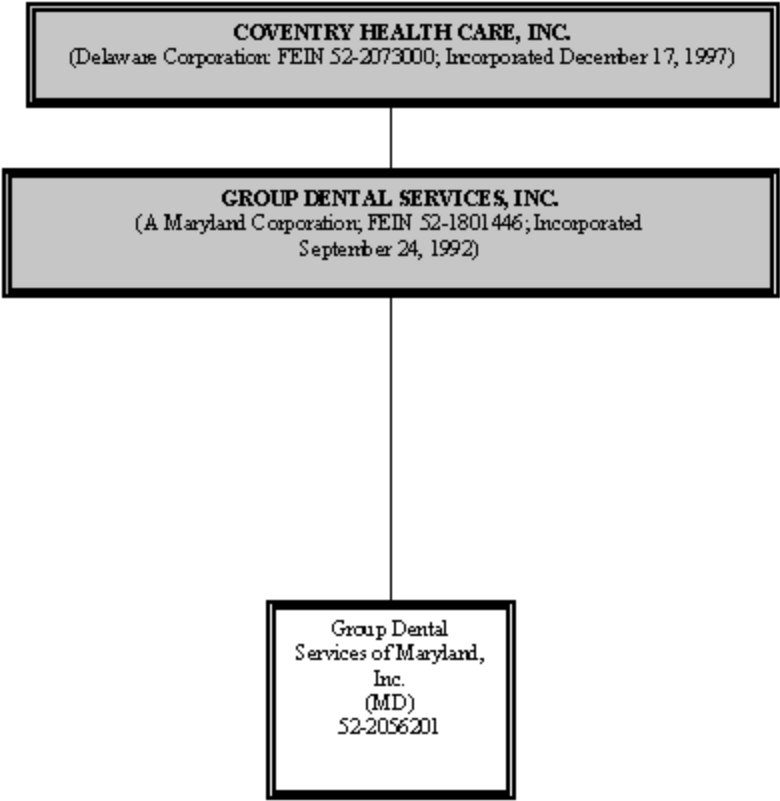 COVENTRY HEALTH CARE, INC.
(Delaware Corporation: FEIN 52-2073000; Incorporated December 17, 1997)
GROUP DENTAL SERVICES, INC.
(A Maryland Corporation; FEIN 52-1801446; Incorporated
September 24, 1992)
Group Dental
Services of Maryland,
Inc.
(MD)
52-2056201